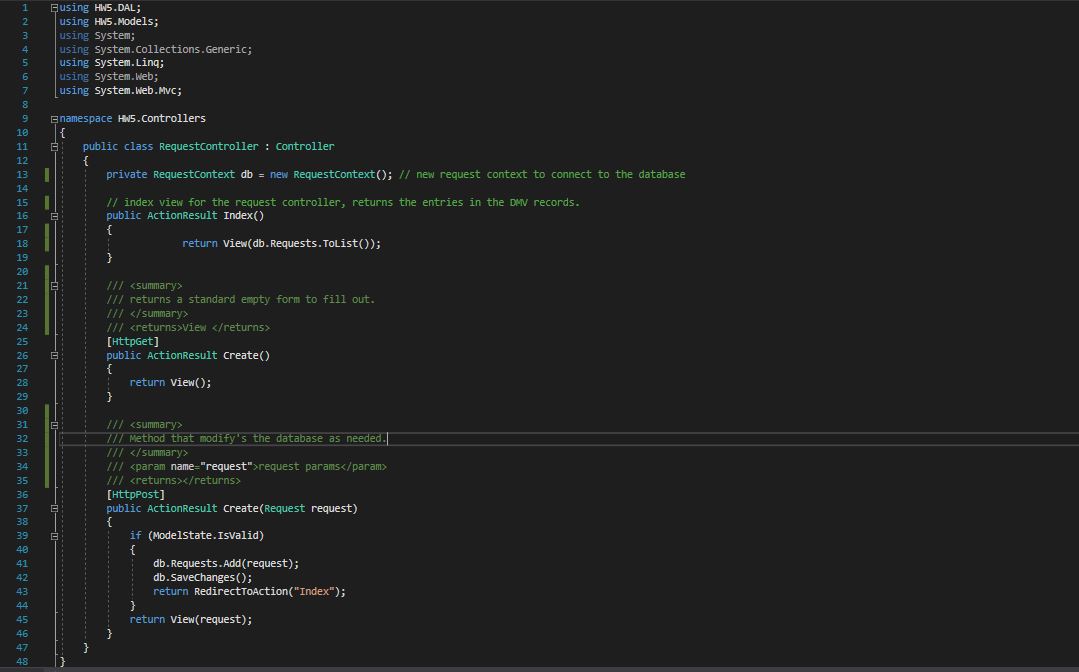 1 using HW5.DAL;
2 using HW5.Models;
3 using System;
4 using System.Collections.Generic;
5 using System.Linq;
6 using System.Web;
7 using System.Web.Mvc;
8
9 namespace HW5.Controllers
10 {
11 public class RequestController : Controller
12 {
13 private RequestContext db = new RequestContext(); // new request context to connect to the database
14
15 // index view for the request controller, returns the entries in the DMV records.
16 public ActionResult Index()
17 {
18 return View(db.Requests.ToList());
19 }
20
21 /// <summary>
22 /// returns a standard empty form to fill out.
23 /// </summary>
24 /// <returns>View </returns>
25 [HttpGet]
26 public ActionResult Create()
27 {
28 return View();
29 }
30
31 /// <summary>
32 /// Method that modify's the database as needed.
33 /// </summary>
34 /// <param name="request">request params</param>
35 /// <returns></returns>
36 [HttpPost]
37 public ActionResult Create(Request request)
38 {
39 if (ModelState.IsValid)
40 {
41 db.Requests.Add(request);
42 db.SaveChanges();
43 return RedirectToAction("Index");
44 }
45 return View(request);
46 }
47 }
48 }